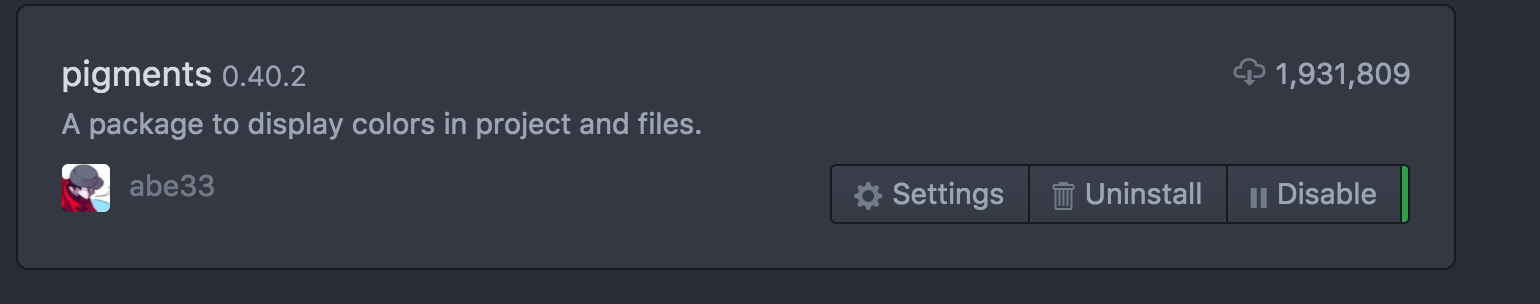 pigments 0.40.2
1,931,809
A package to display colors in project and files.
abe33
Settings
Uninstall
Disable